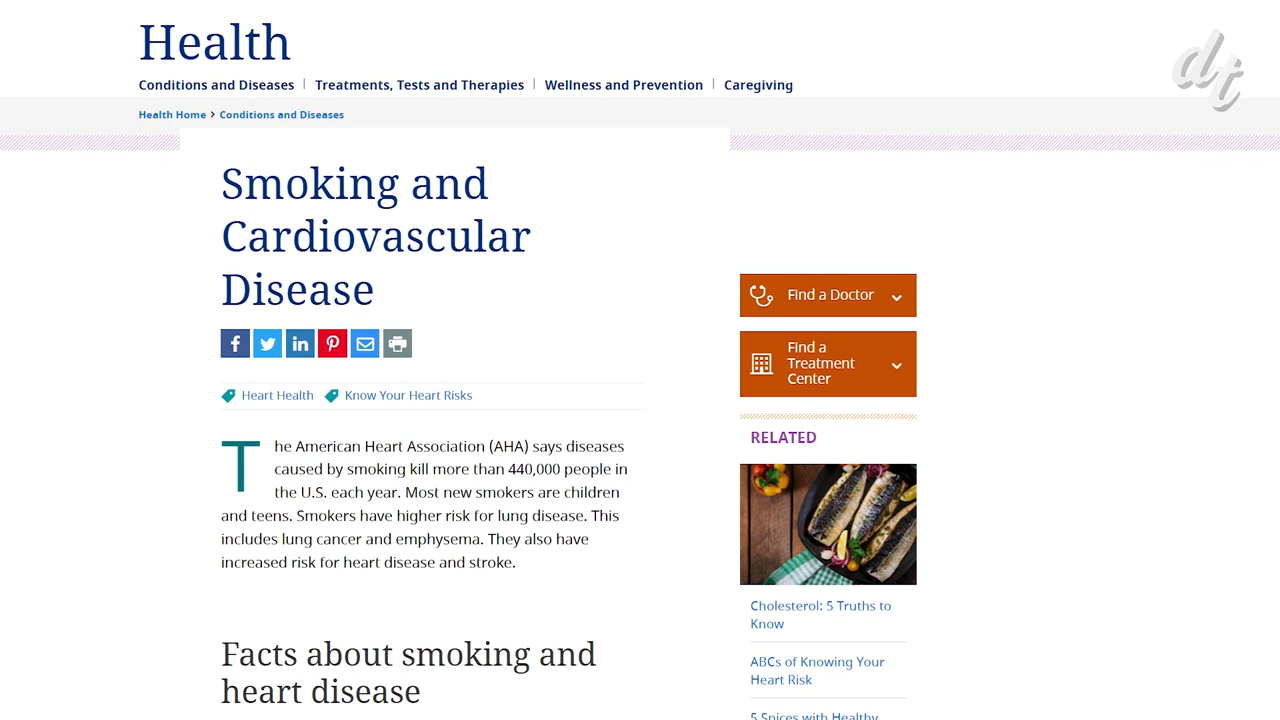 Health
dt
Conditions and Diseases | Treatments, Tests and Therapies | Wellness and Prevention | Caregiving
Health Home > Conditions and Diseases
Smoking and
Cardiovascular
Disease
Heart Health Know Your Heart Risks
The American Heart Association (AHA) says diseases
caused by smoking kill more than 440,000 people in
the U.S. each year. Most new smokers are children
and teens. Smokers have higher risk for lung disease. This
includes lung cancer and emphysema. They also have
increased risk for heart disease and stroke.
Facts about smoking and
heart disease
Find a Doctor
Find a
Treatment
Center
RELATED
Cholesterol: 5 Truths to
Know
ABCs of Knowing Your
Heart Risk
5 Spices with Healthy